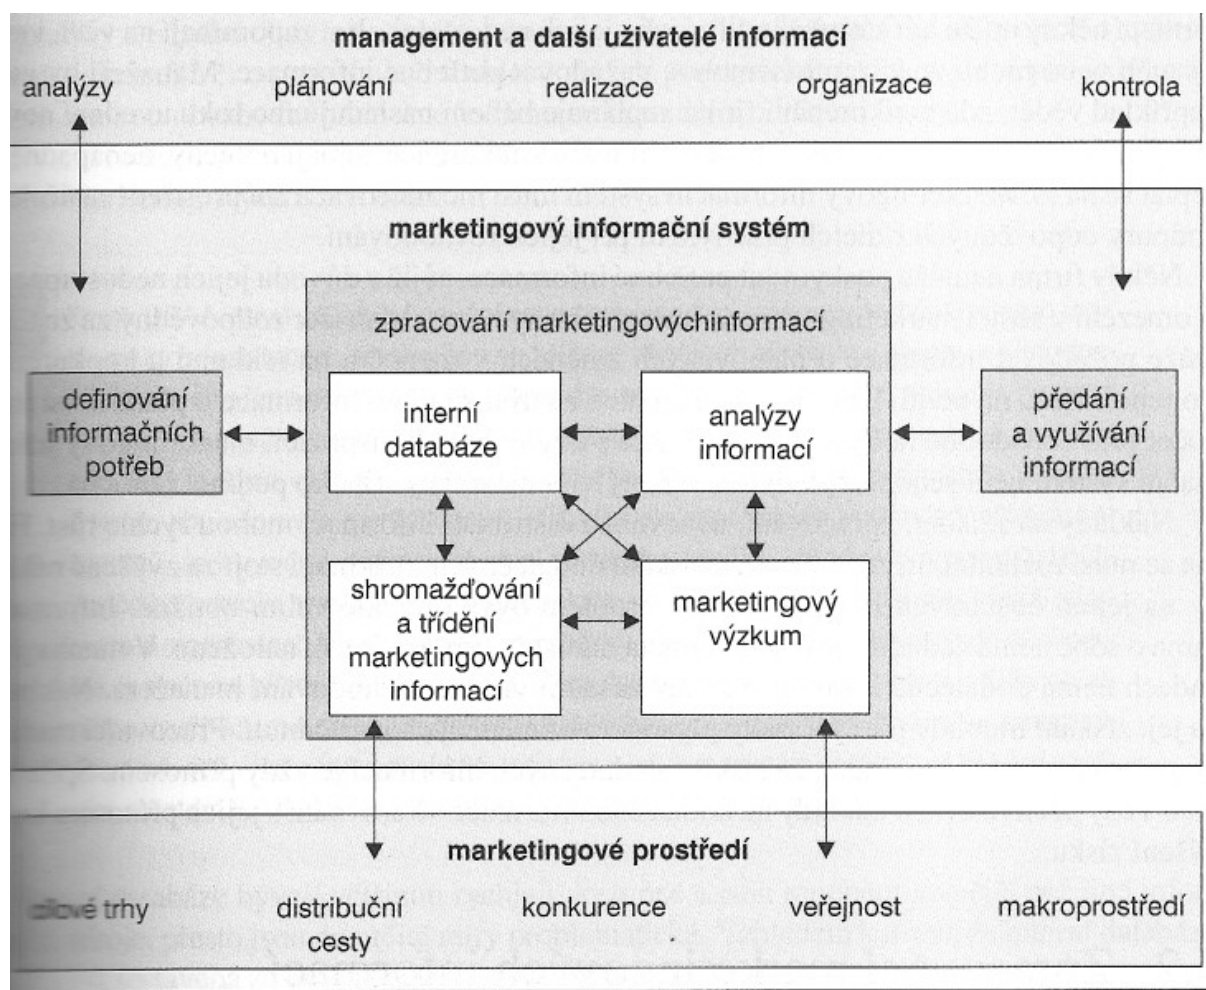 management a další uživatelé informací
analýzy plánování realizace organizace kontrola
marketingový informační systém
zpracování marketingovýchinformací
definování
informačních
potřeb
interní
databáze
analýzy
informací
předání
a využívání
informací
shromažďování
a třídění
marketingových
informací
marketingový
výzkum
marketingové prostředí
cílové trhy distribuční konkurence veřejnost makroprostředí
cesty